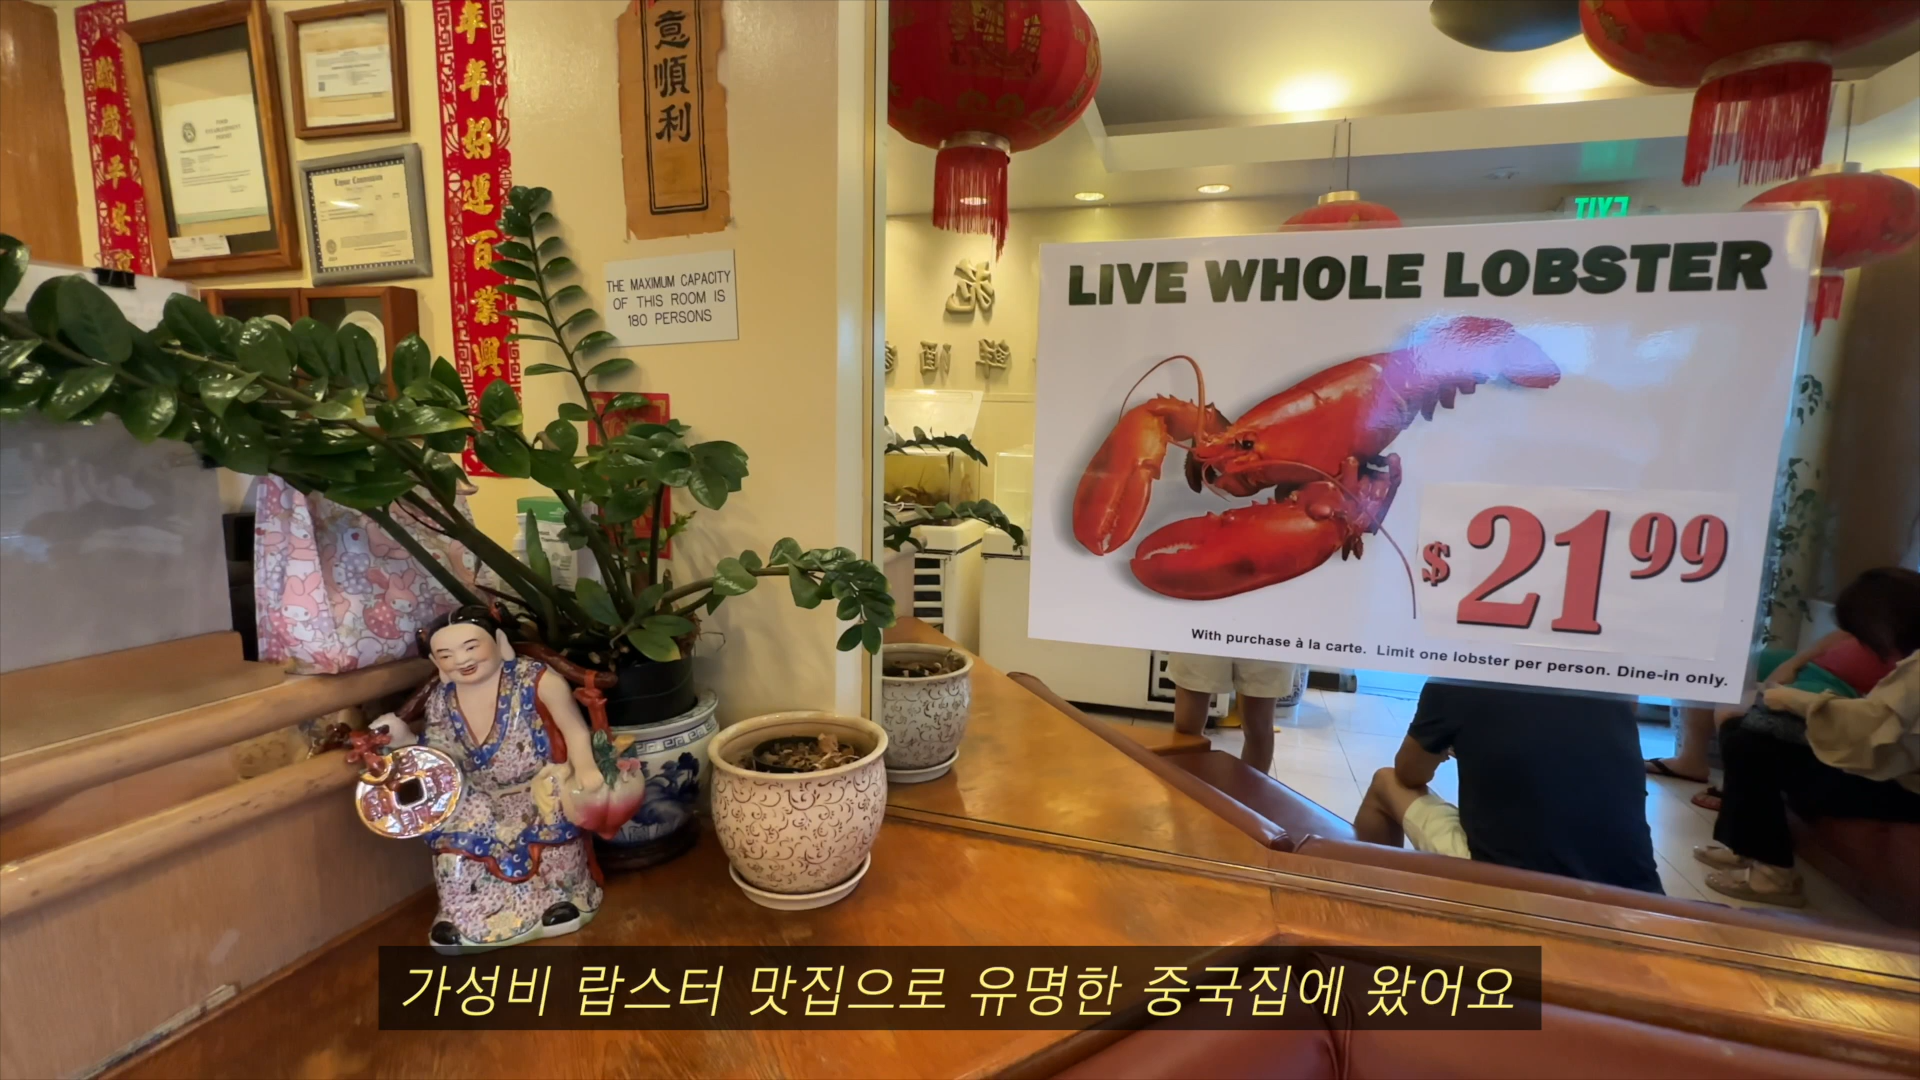 年年好運百業興
意順利
THE MAXIMUM CAPACITY
OF THIS ROOM IS
180 PERSONS
LIVE WHOLE LOBSTER
$21.99
With purchase à la carte. Limit one lobster per person. Dine-in only.
EXIT
가성비 랍스터 맛집으로 유명한 중국집에 왔어요